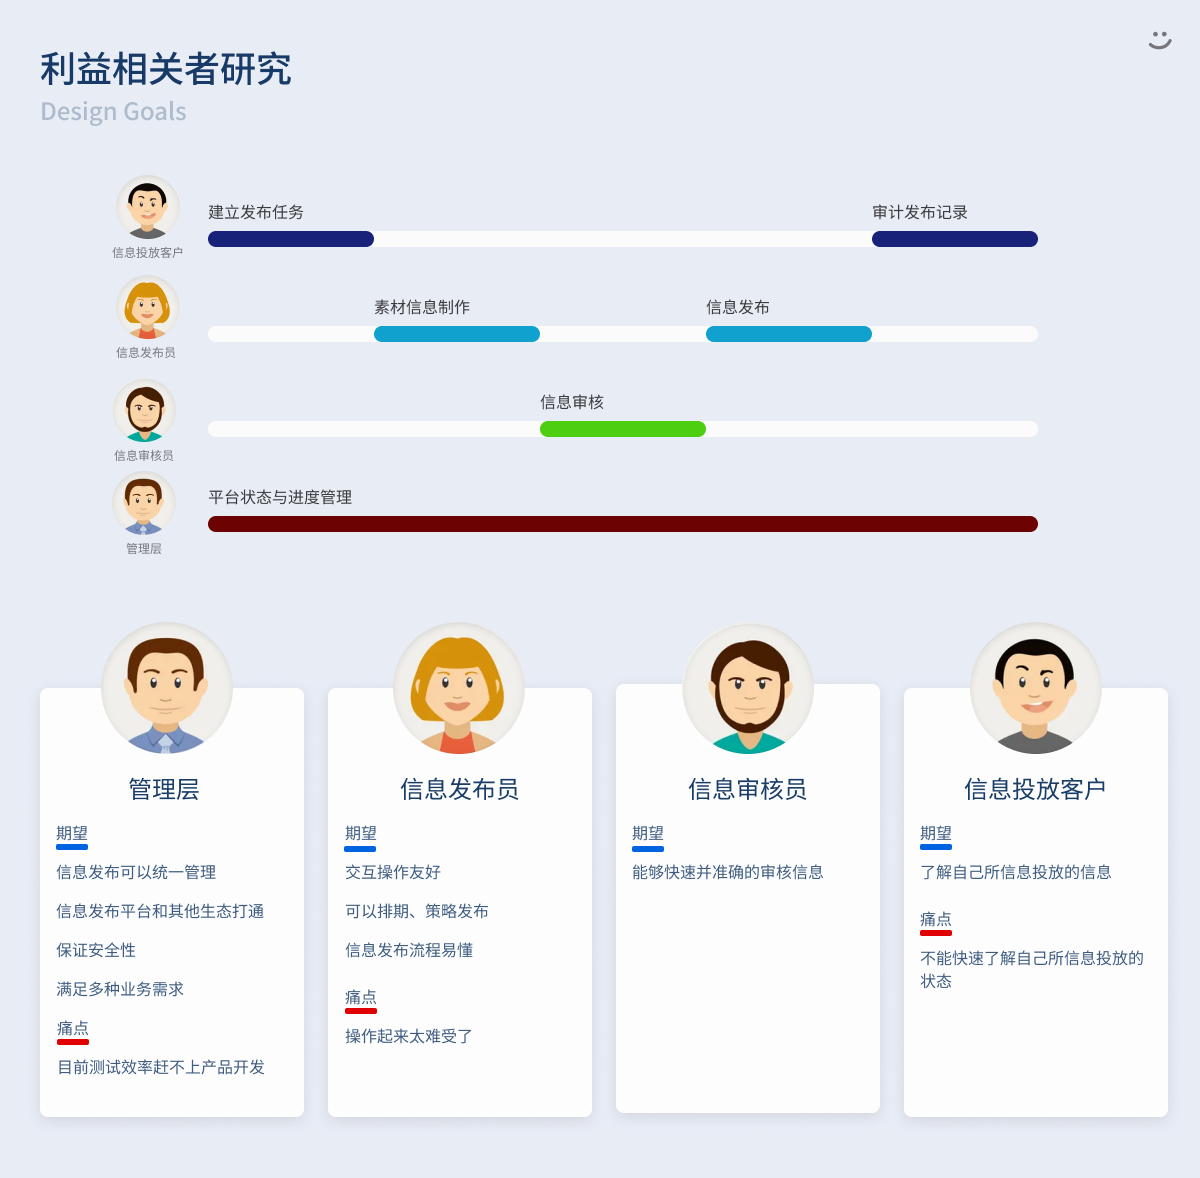 利益相关者研究
Design Goals
建立发布任务
审计发布记录
信息投放客户
素材信息制作
信息发布
信息发布员
信息审核
信息审核员
平台状态与进度管理
管理层
管理层
期望
信息发布可以统一管理
信息发布平台和其他生态打通
保证安全性
满足多种业务需求
痛点
目前测试效率赶不上产品开发
信息发布员
期望
交互操作友好
可以排期、策略发布
信息发布流程易懂
痛点
操作起来太难受了
信息审核员
期望
能够快速并准确的审核信息
信息投放客户
期望
了解自己所信息投放的信息
痛点
不能快速了解自己所信息投放的
状态